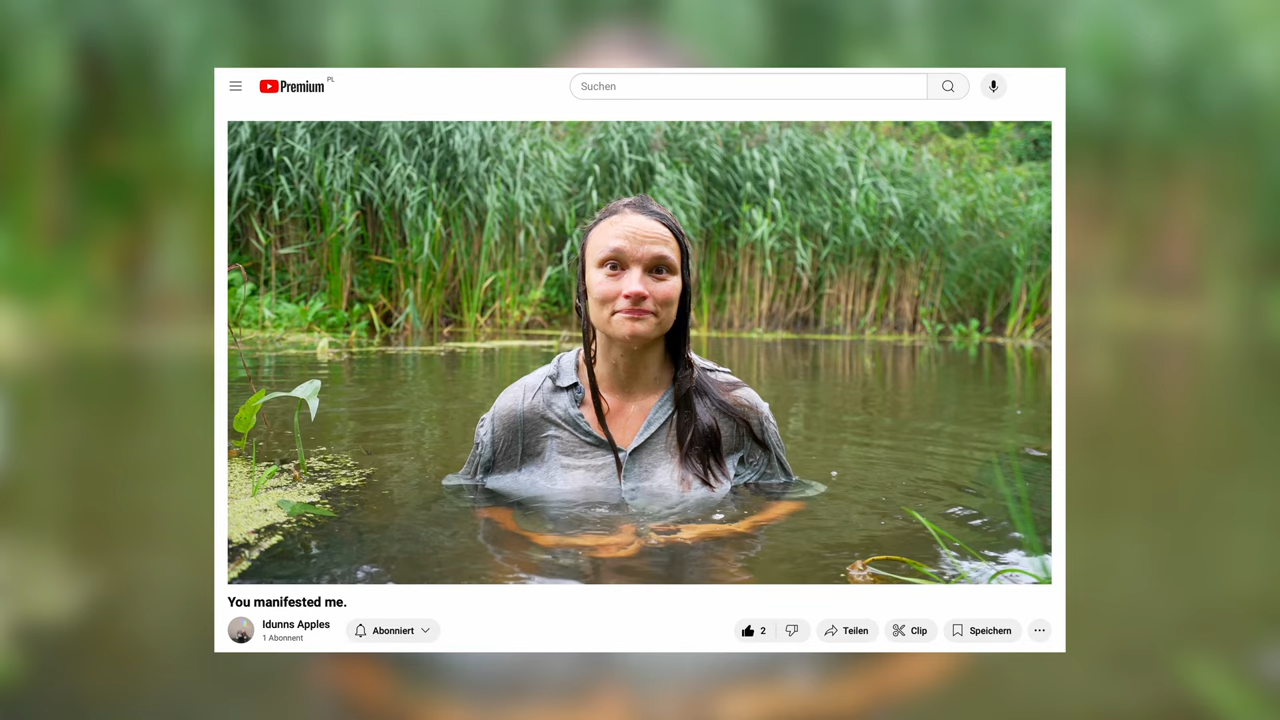 Premium PL
Suchen
You manifested me.
Idunns Apples
1 Abonnent
Abonniert
2
Teilen
Clip
Speichern